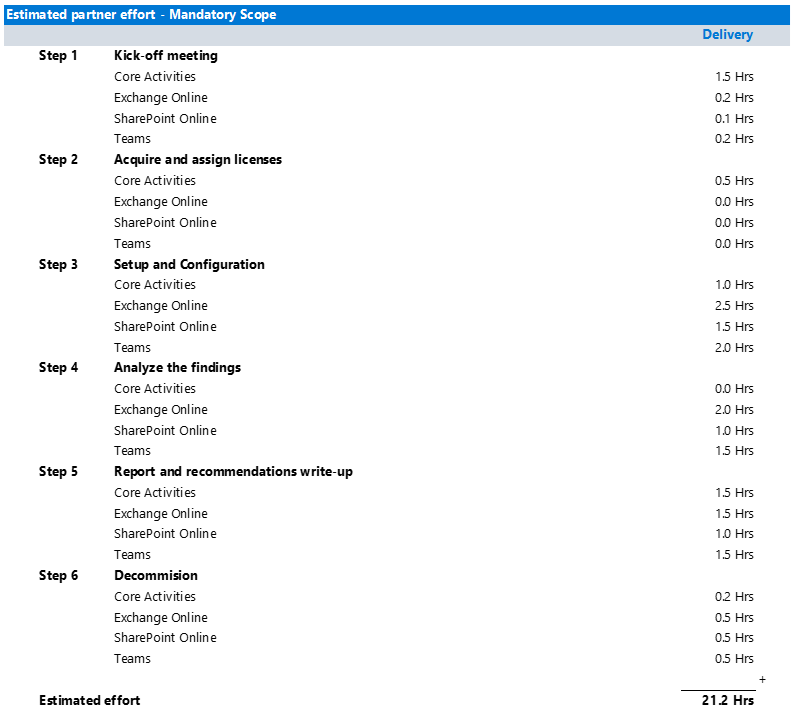 Estimated partner effort - Mandatory Scope
Delivery
Step 1 Kick-off meeting
Core Activities 1.5 Hrs
Exchange Online 0.2 Hrs
SharePoint Online 0.1 Hrs
Teams 0.2 Hrs
Step 2 Acquire and assign licenses
Core Activities 0.5 Hrs
Exchange Online 0.0 Hrs
SharePoint Online 0.0 Hrs
Teams 0.0 Hrs
Step 3 Setup and Configuration
Core Activities 1.0 Hrs
Exchange Online 2.5 Hrs
SharePoint Online 1.5 Hrs
Teams 2.0 Hrs
Step 4 Analyze the findings
Core Activities 0.0 Hrs
Exchange Online 2.0 Hrs
SharePoint Online 1.0 Hrs
Teams 1.5 Hrs
Step 5 Report and recommendations write-up
Core Activities 1.5 Hrs
Exchange Online 1.5 Hrs
SharePoint Online 1.0 Hrs
Teams 1.5 Hrs
Step 6 Decommision
Core Activities 0.2 Hrs
Exchange Online 0.5 Hrs
SharePoint Online 0.5 Hrs
Teams 0.5 Hrs
+
Estimated effort 21.2 Hrs